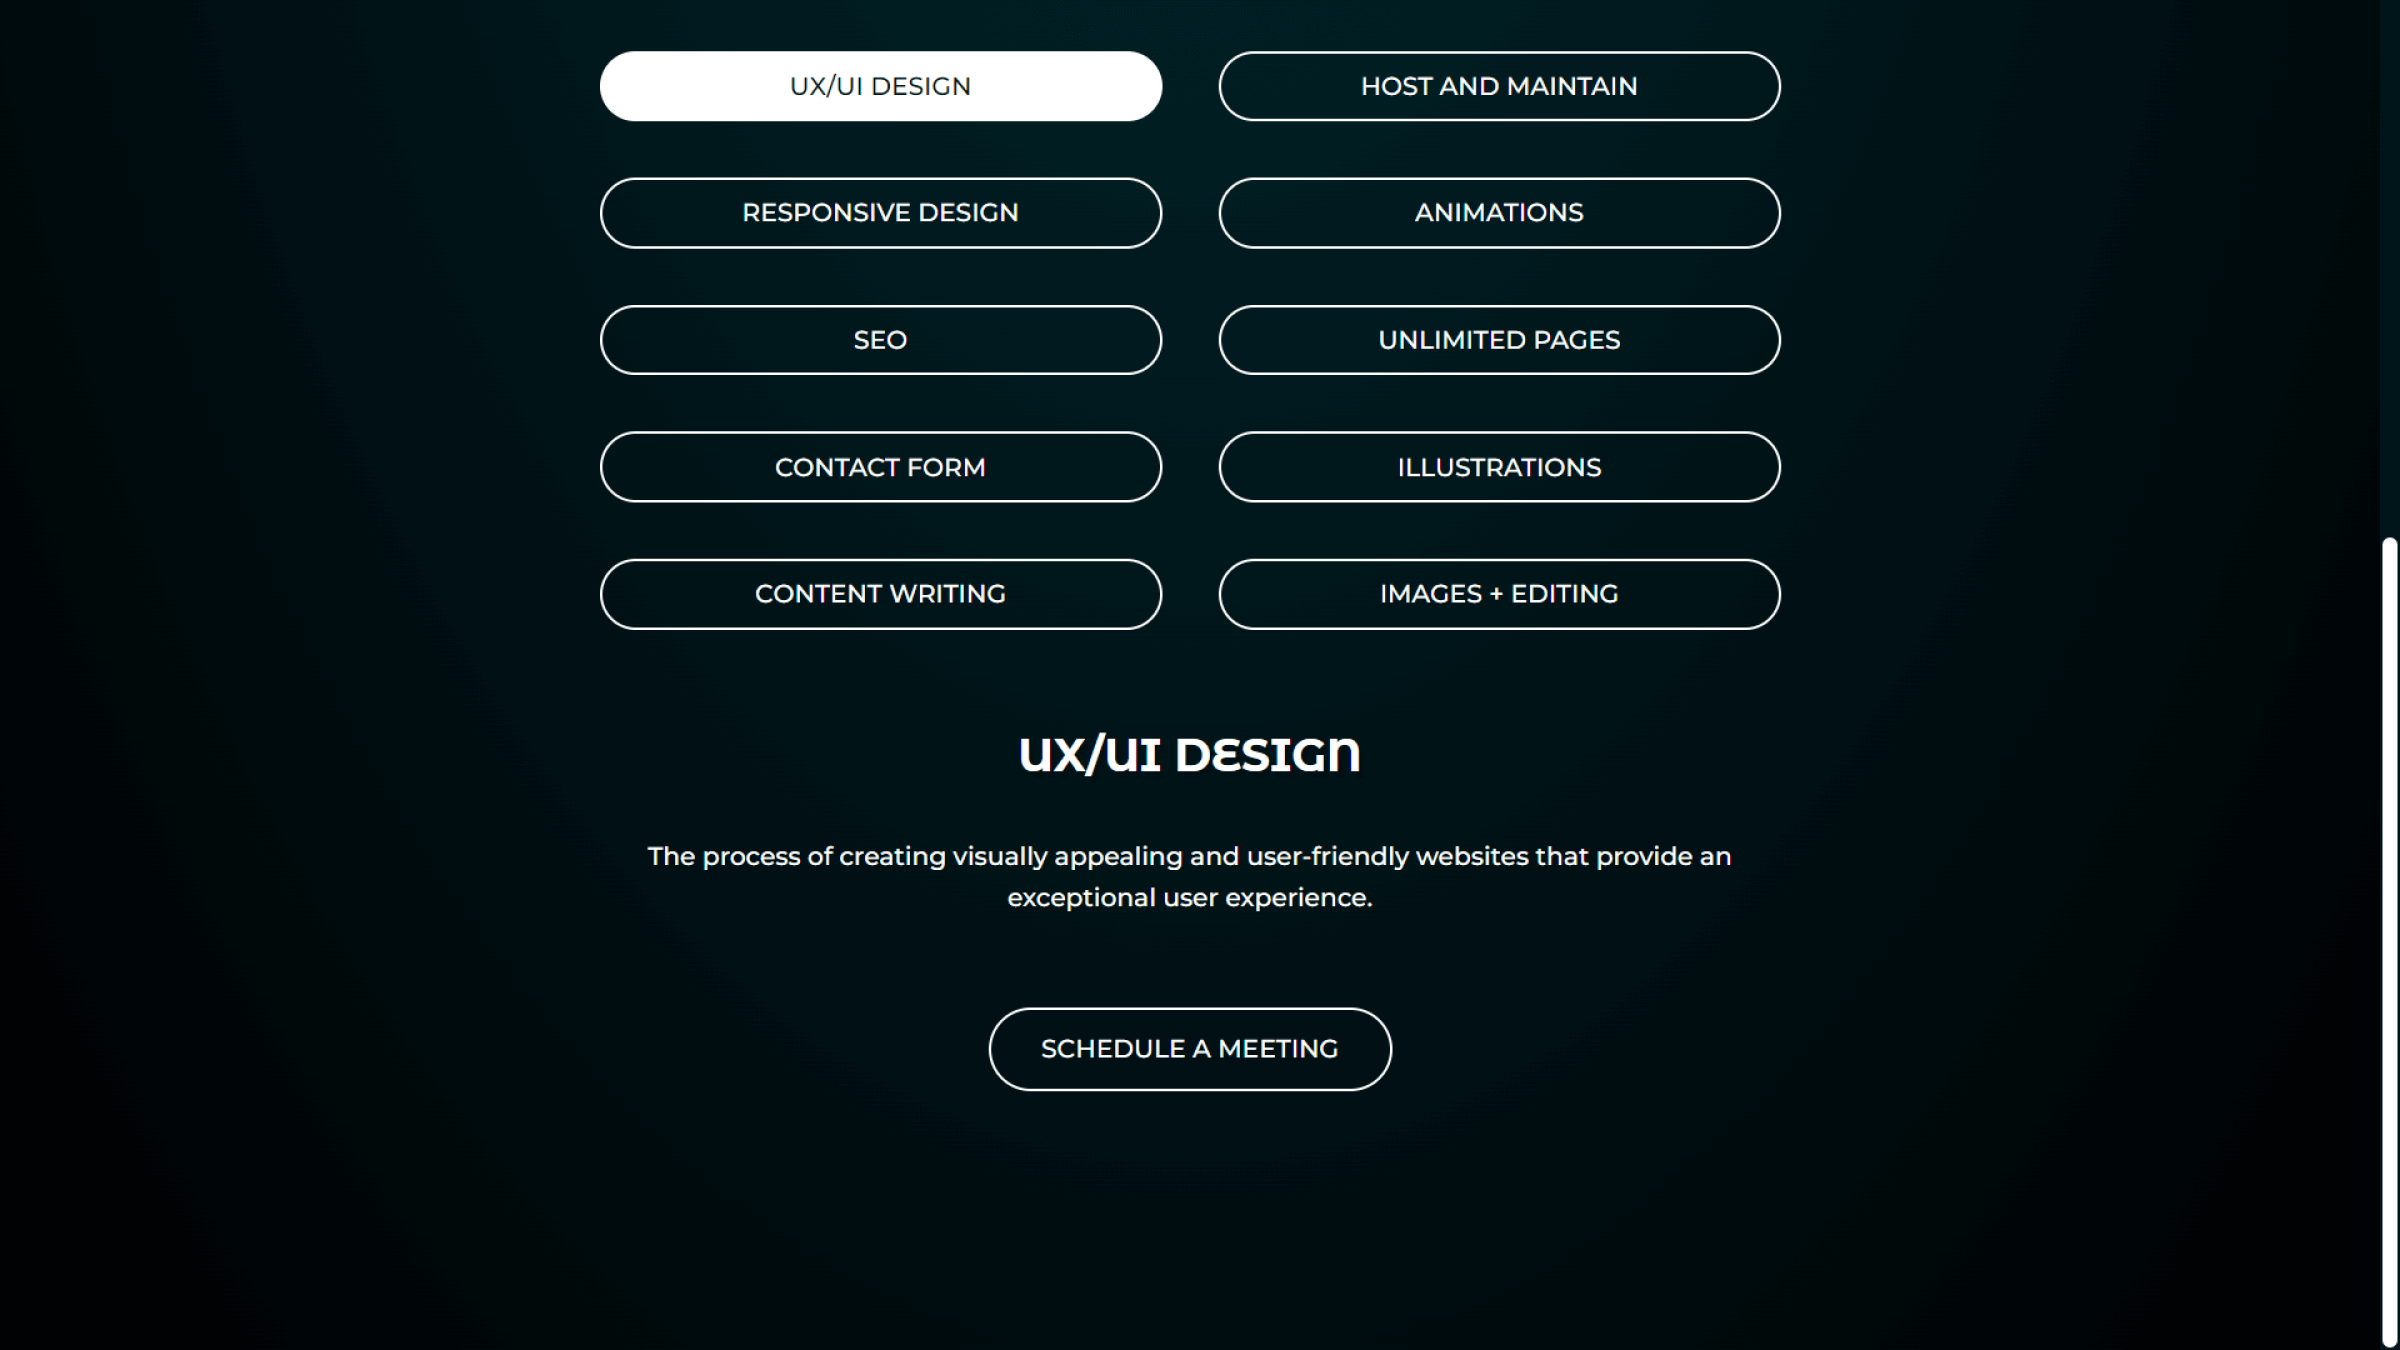 UX/UI DESIGN
HOST AND MAINTAIN
RESPONSIVE DESIGN
ANIMATIONS
SEO
UNLIMITED PAGES
CONTACT FORM
ILLUSTRATIONS
CONTENT WRITING
IMAGES + EDITING
UX/UI DESIGN
The process of creating visually appealing and user-friendly websites that provide an
exceptional user experience.
SCHEDULE A MEETING